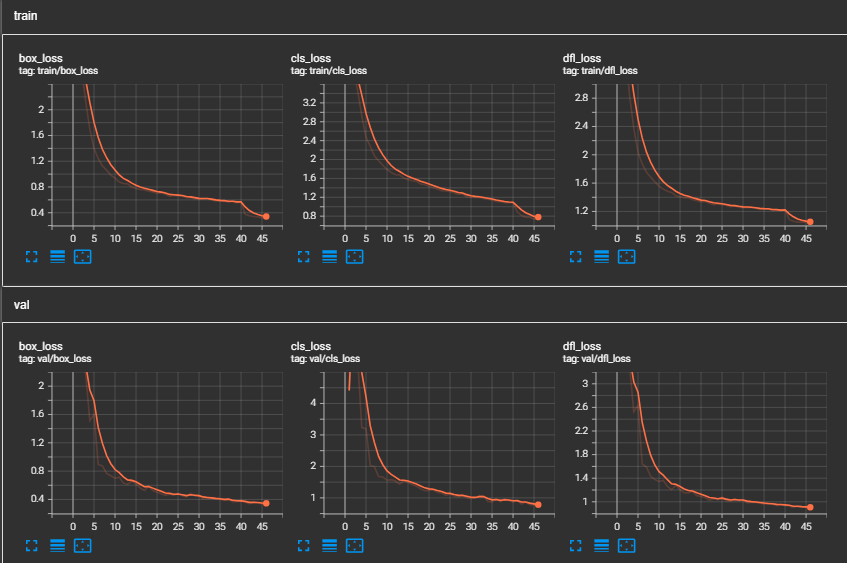 train
box_loss
tag: train/box_loss
2
1.6
1.2
0.8
0.4
0 5 10 15 20 25 30 35 40 45
cls_loss
tag: train/cls_loss
3.2
2.8
2.4
2
1.6
1.2
0.8
0 5 10 15 20 25 30 35 40 45
dfl_loss
tag: train/dfl_loss
2.8
2.4
2
1.6
1.2
0 5 10 15 20 25 30 35 40 45
val
box_loss
tag: val/box_loss
2
1.6
1.2
0.8
0.4
0 5 10 15 20 25 30 35 40 45
cls_loss
tag: val/cls_loss
4
3
2
1
0 5 10 15 20 25 30 35 40 45
dfl_loss
tag: val/dfl_loss
3
2.6
2.2
1.8
1.4
1
0 5 10 15 20 25 30 35 40 45